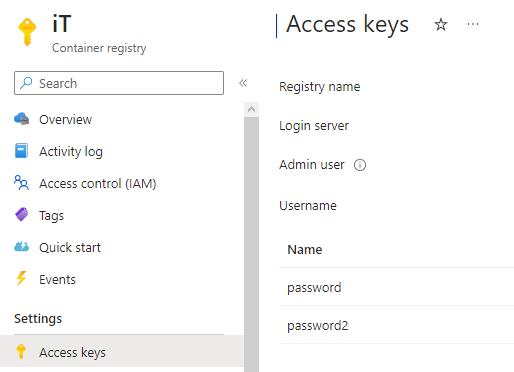 iT
Container registry
Search
Overview
Activity log
Access control (IAM)
Tags
Quick start
Events
Settings
Access keys
Access keys
Registry name
Login server
Admin user
Username
Name
password
password2